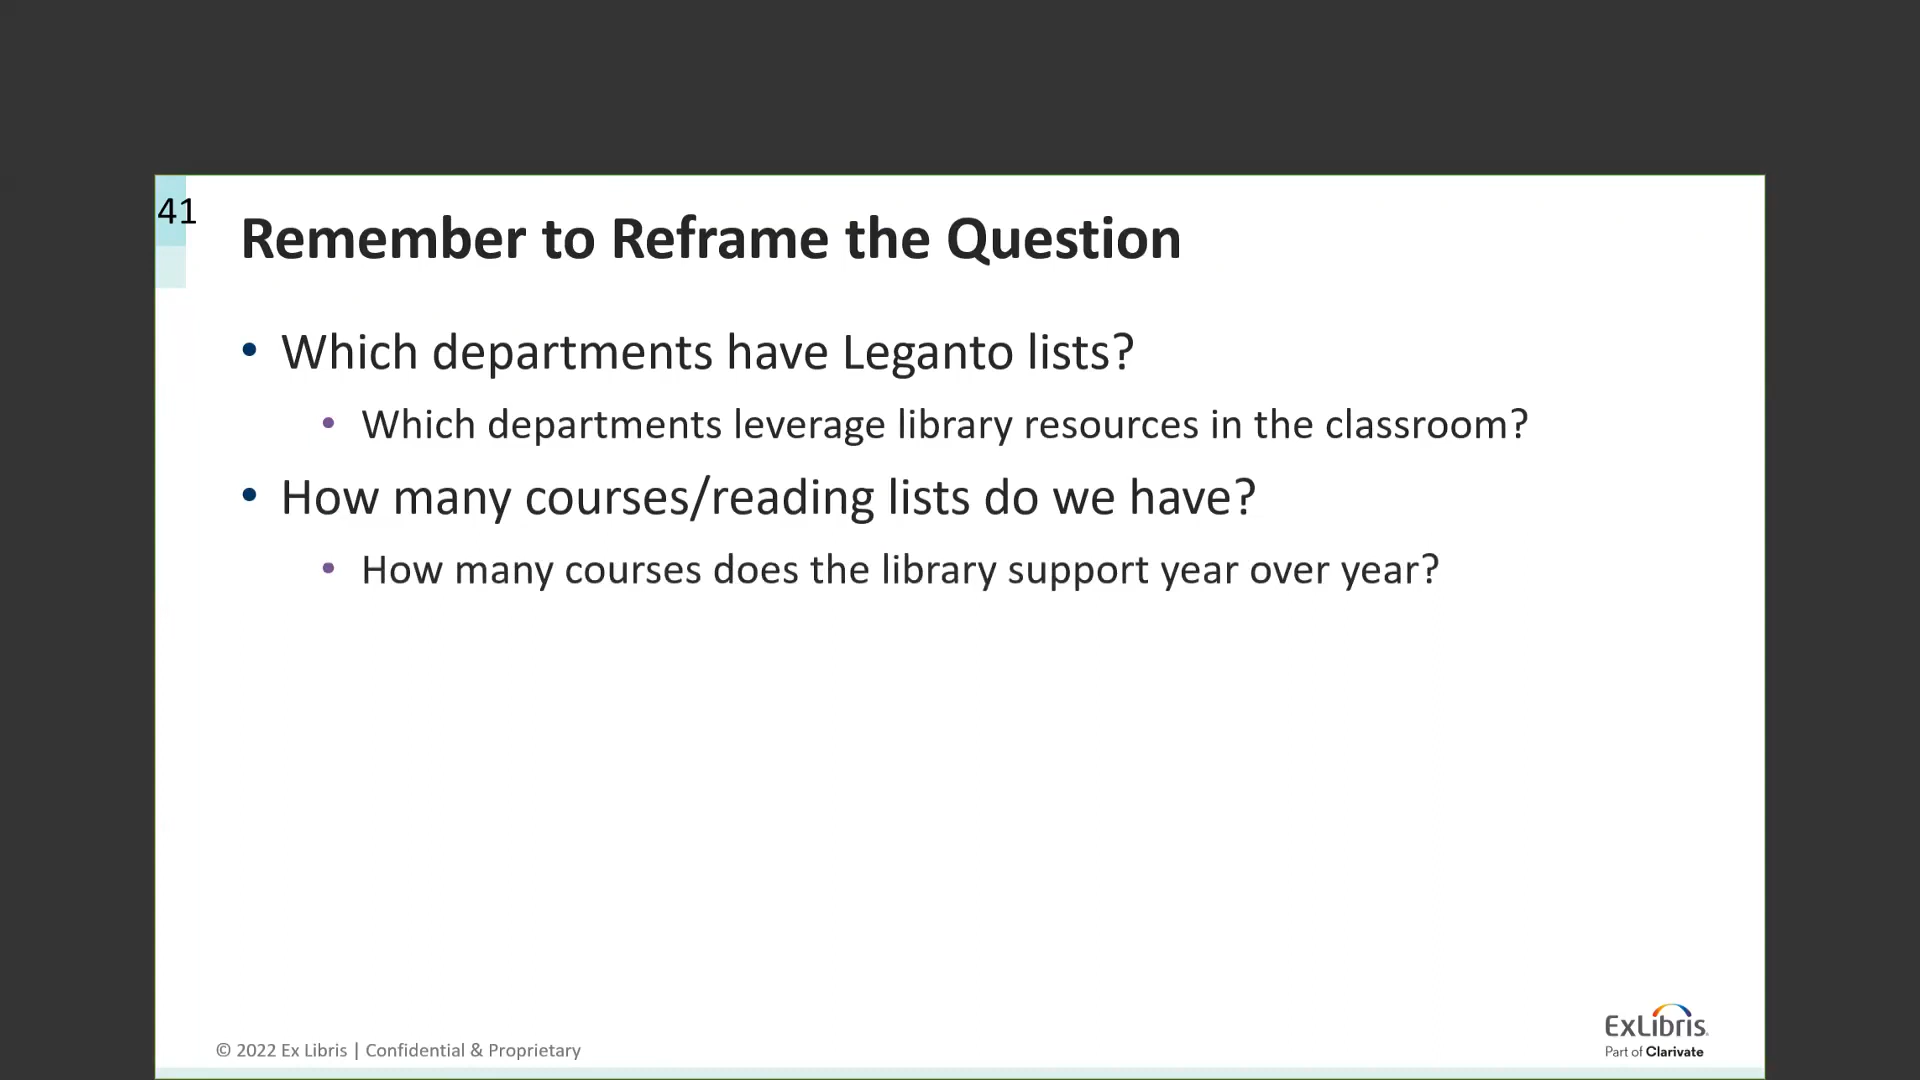 41
Remember to Reframe the Question
• Which departments have Leganto lists?
• Which departments leverage library resources in the classroom?
• How many courses/reading lists do we have?
• How many courses does the library support year over year?
© 2022 Ex Libris | Confidential & Proprietary
ExLibris
Part of Clarivate